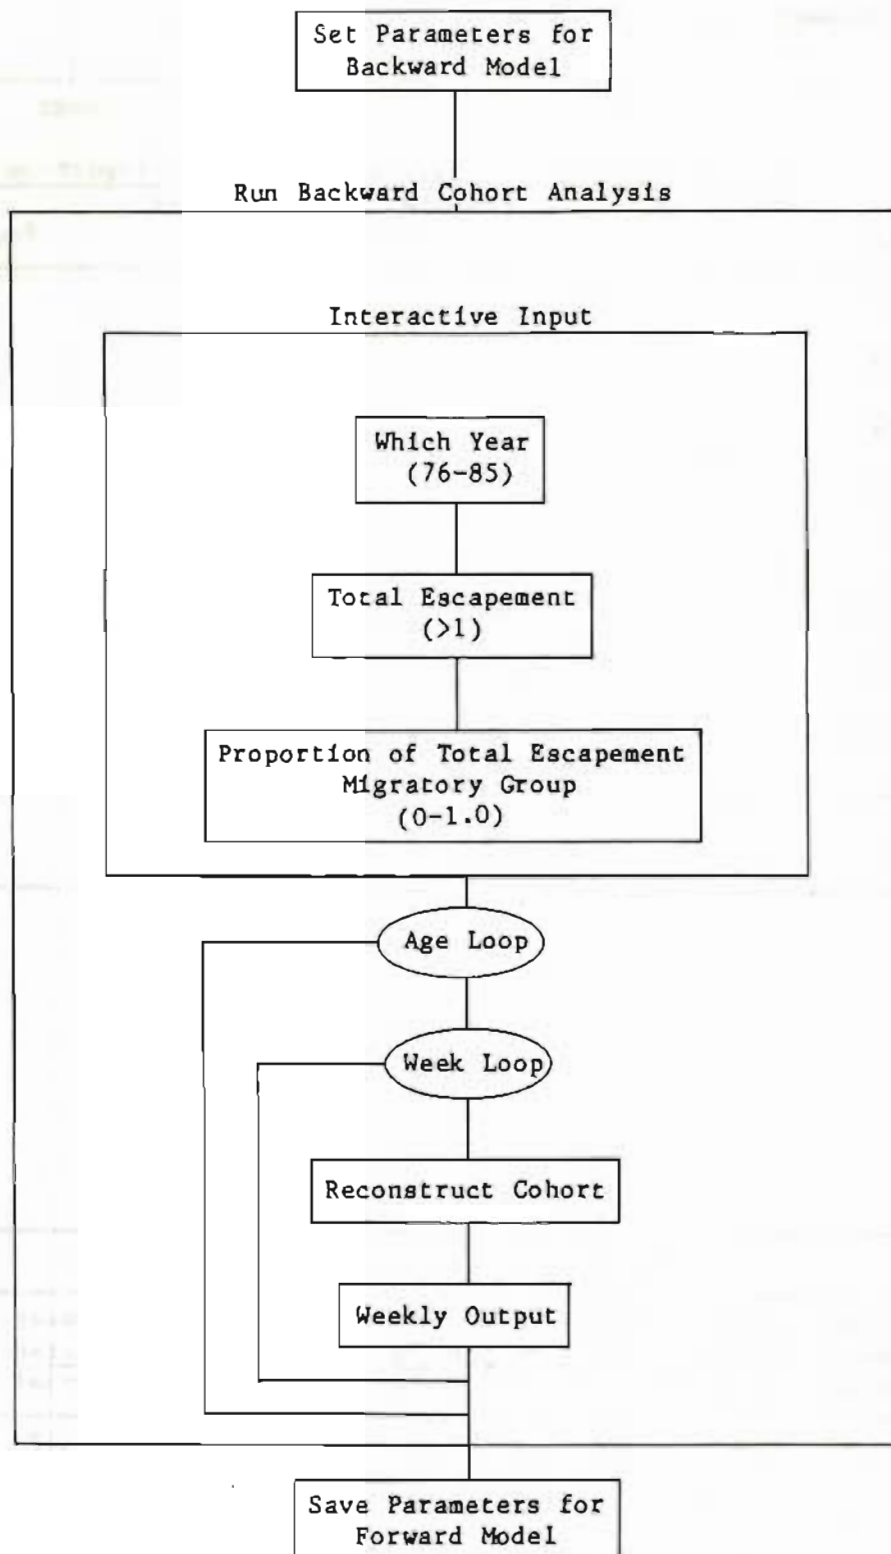 Set Parameters for
Backward Model
Run Backward Cohort Analysis
Interactive Input
Which Year
(76-85)
Total Escapement
(>1)
Proportion of Total Escapement
Migratory Group
(0-1.0)
Age Loop
Week Loop
Reconstruct Cohort
Weekly Output
Save Parameters for
Forward Model